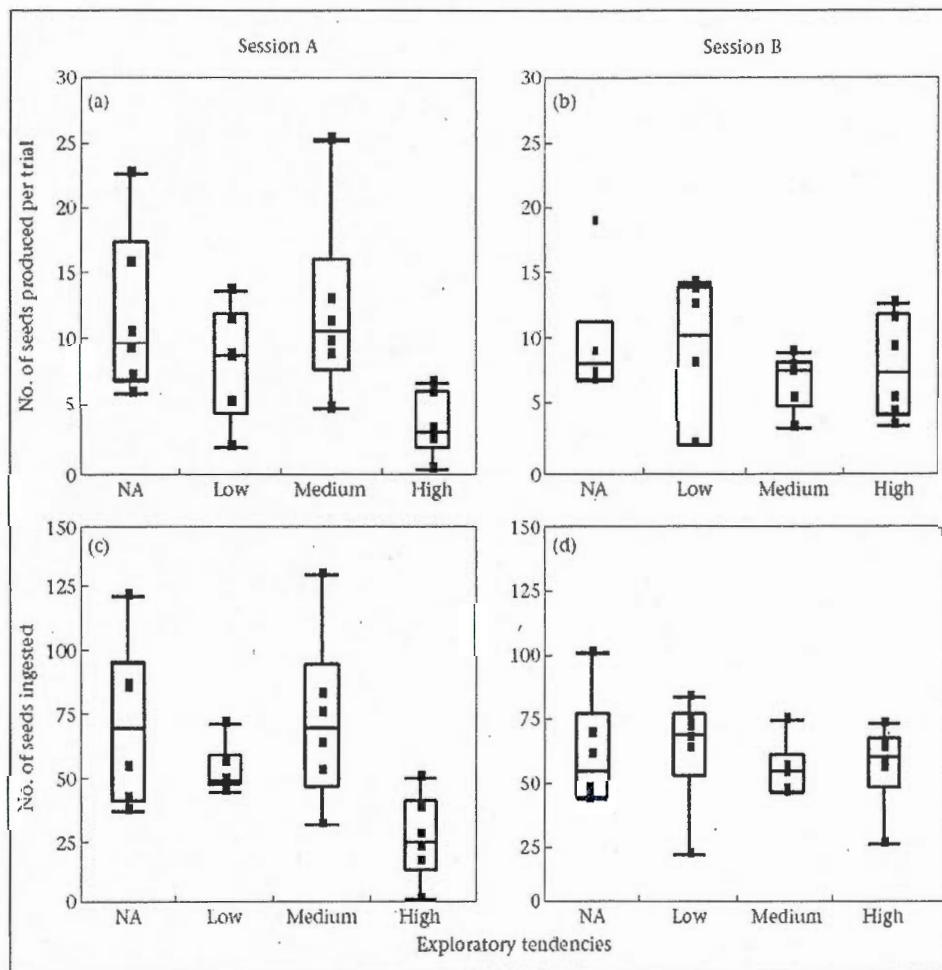 Session A
Session B
(a)
No. of seeds produced per trial
30
25
20
15
10
5
0
NA Low Medium High
(b)
30
25
20
15
10
5
0
NA Low Medium High
(c)
No. of seeds ingested
150
125
100
75
50
25
0
NA Low Medium High
(d)
150
125
100
75
50
25
0
NA Low Medium High
Exploratory tendencies